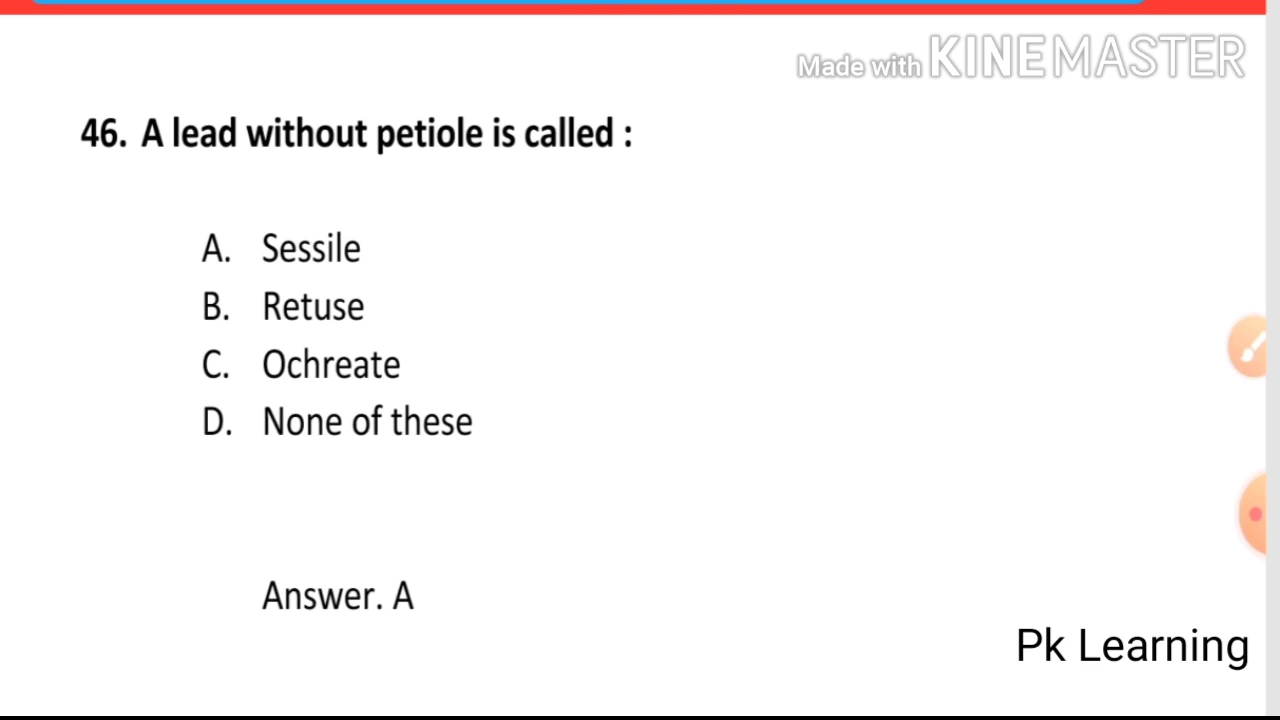 Made with KINEMASTER
46. A lead without petiole is called :
A. Sessile
B. Retuse
C. Ochreate
D. None of these
Answer. A
Pk Learning